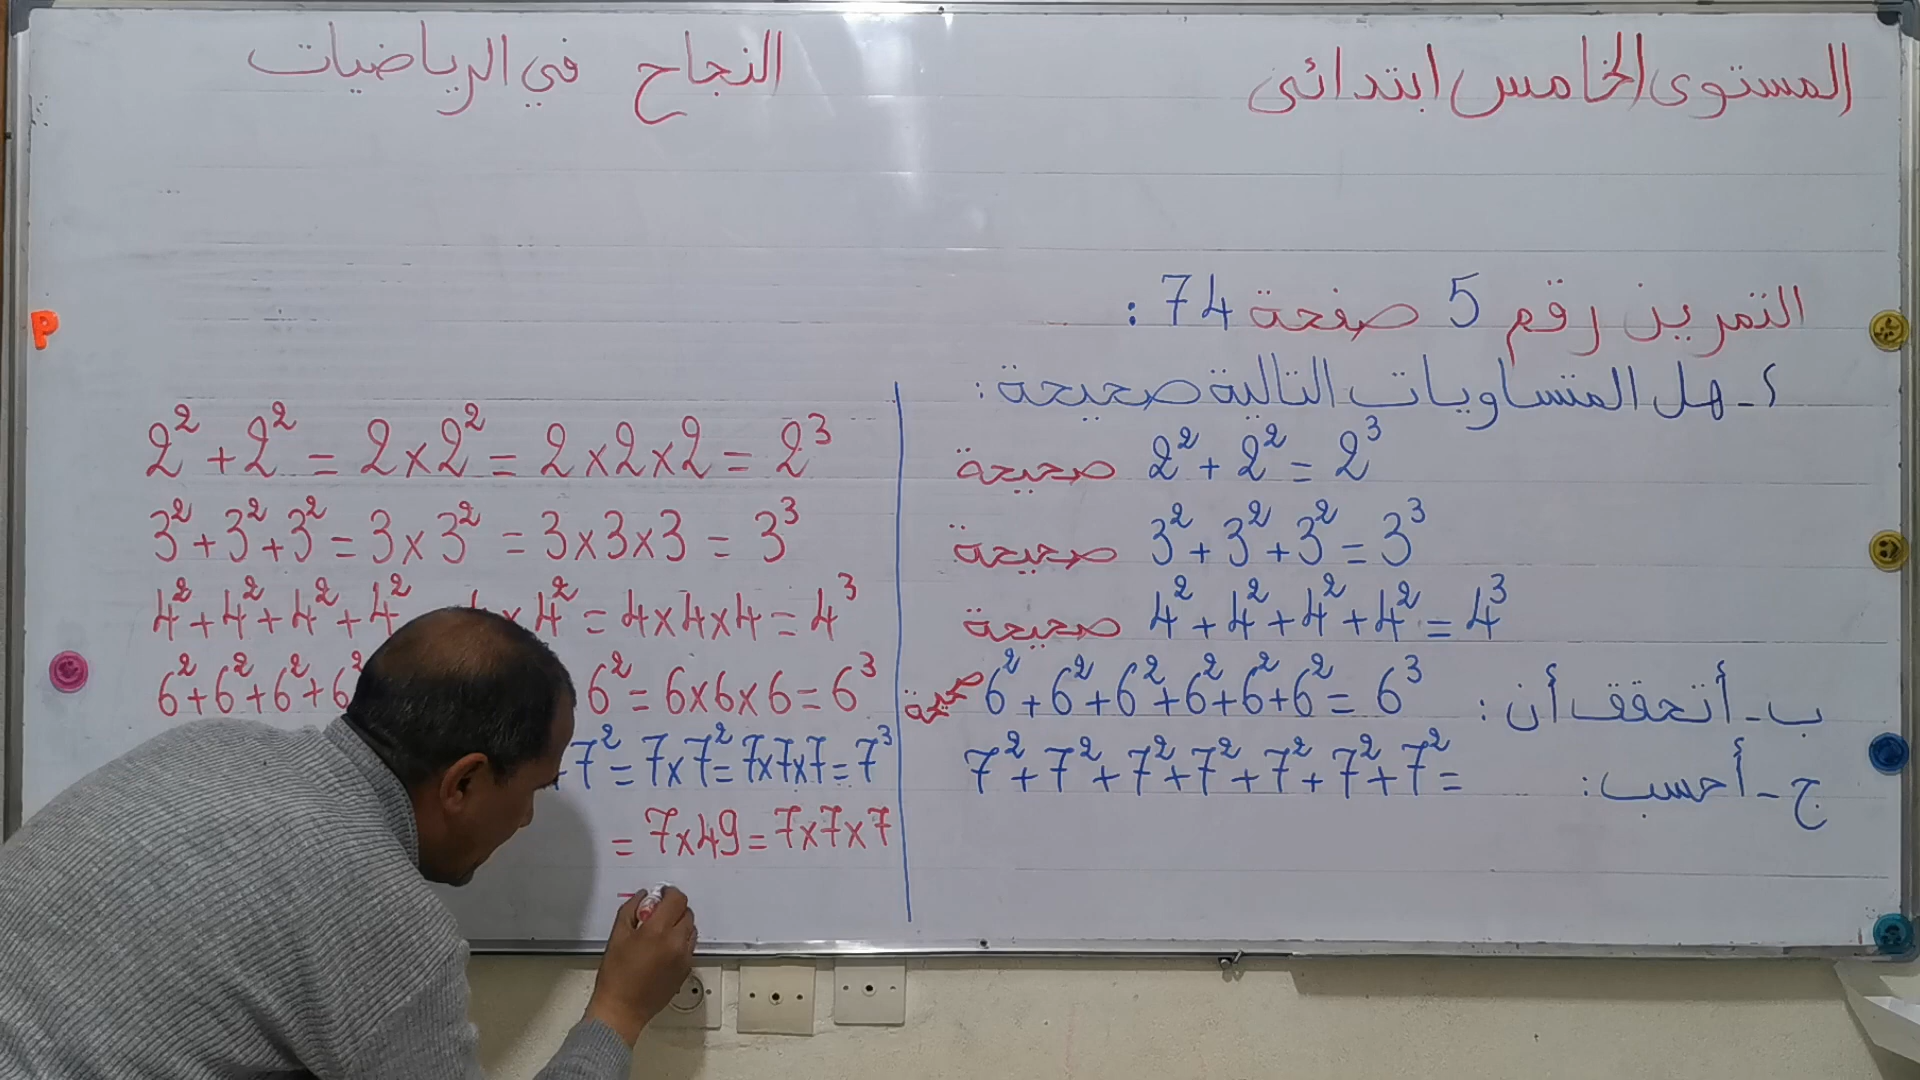 المستوى الخامس ابتدائي
النجاح في الرياضيات
التمرين رقم 5 صفحة 74 :
أ - هل المتساويات التالية صحيحة :
2² + 2² = 2³ صحيحة
3² + 3² + 3² = 3³ صحيحة
4² + 4² + 4² + 4² = 4³ صحيحة
ب - أتحقق أن : 6² + 6² + 6² + 6² + 6² + 6² = 6³ صحيحة
ج - أحسب : 7² + 7² + 7² + 7² + 7² + 7² + 7² =
2² + 2² = 2 × 2² = 2 × 2 × 2 = 2³
3² + 3² + 3² = 3 × 3² = 3 × 3 × 3 = 3³
4² + 4² + 4² + 4² × 4² = 4 × 4 × 4 = 4³
6² + 6² + 6² + 6² 6² = 6 × 6 × 6 = 6³
+ 7² = 7 × 7² = 7 × 7 × 7 = 7³
= 7 × 49 = 7 × 7 × 7
P